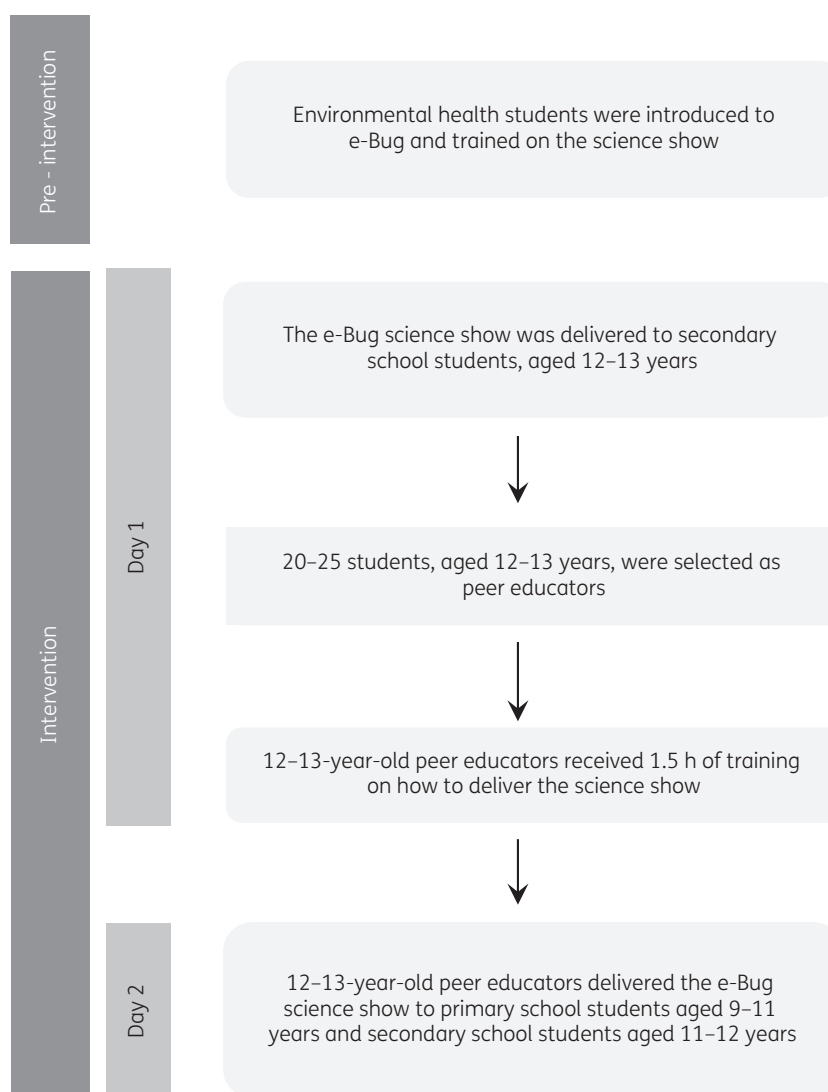 Pre - intervention
Environmental health students were introduced to
e-Bug and trained on the science show
Intervention
Day 1
The e-Bug science show was delivered to secondary
school students, aged 12–13 years
20–25 students, aged 12–13 years, were selected as
peer educators
12–13-year-old peer educators received 1.5 h of training
on how to deliver the science show
Day 2
12–13-year-old peer educators delivered the e-Bug
science show to primary school students aged 9–11
years and secondary school students aged 11–12 years